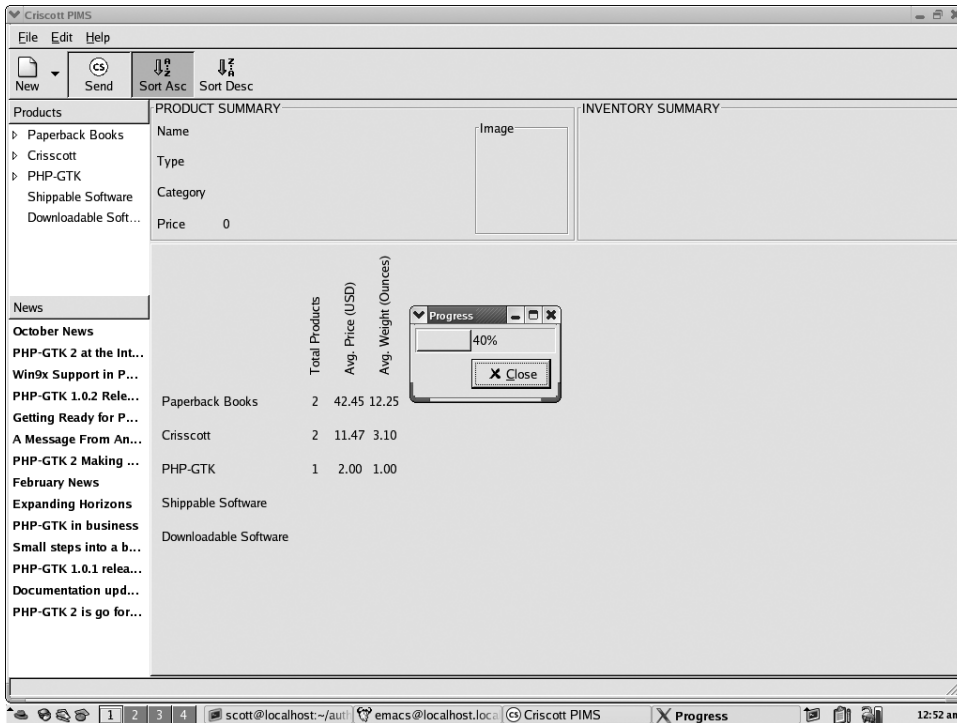 Criscott PIMS
File Edit Help
New Send Sort Asc Sort Desc
Products
Paperback Books
Crisscott
PHP-GTK
Shippable Software
Downloadable Soft...
PRODUCT SUMMARY
Name
Type
Category
Price 0
Image
INVENTORY SUMMARY
News
October News
PHP-GTK 2 at the Int...
Win9x Support in P...
PHP-GTK 1.0.2 Rele...
Getting Ready for P...
A Message From An...
PHP-GTK 2 Making ...
February News
Expanding Horizons
PHP-GTK in business
Small steps into a b...
PHP-GTK 1.0.1 relea...
Documentation upd...
PHP-GTK 2 is go for...
Total Products
Avg. Price (USD)
Avg. Weight (Ounces)
Paperback Books 2 42.45 12.25
Crisscott 2 11.47 3.10
PHP-GTK 1 2.00 1.00
Shippable Software
Downloadable Software
Progress
40%
Close
1 2 3 4 scott@localhost:~/aut emacs@localhost.loca Criscott PIMS Progress 12:52 am